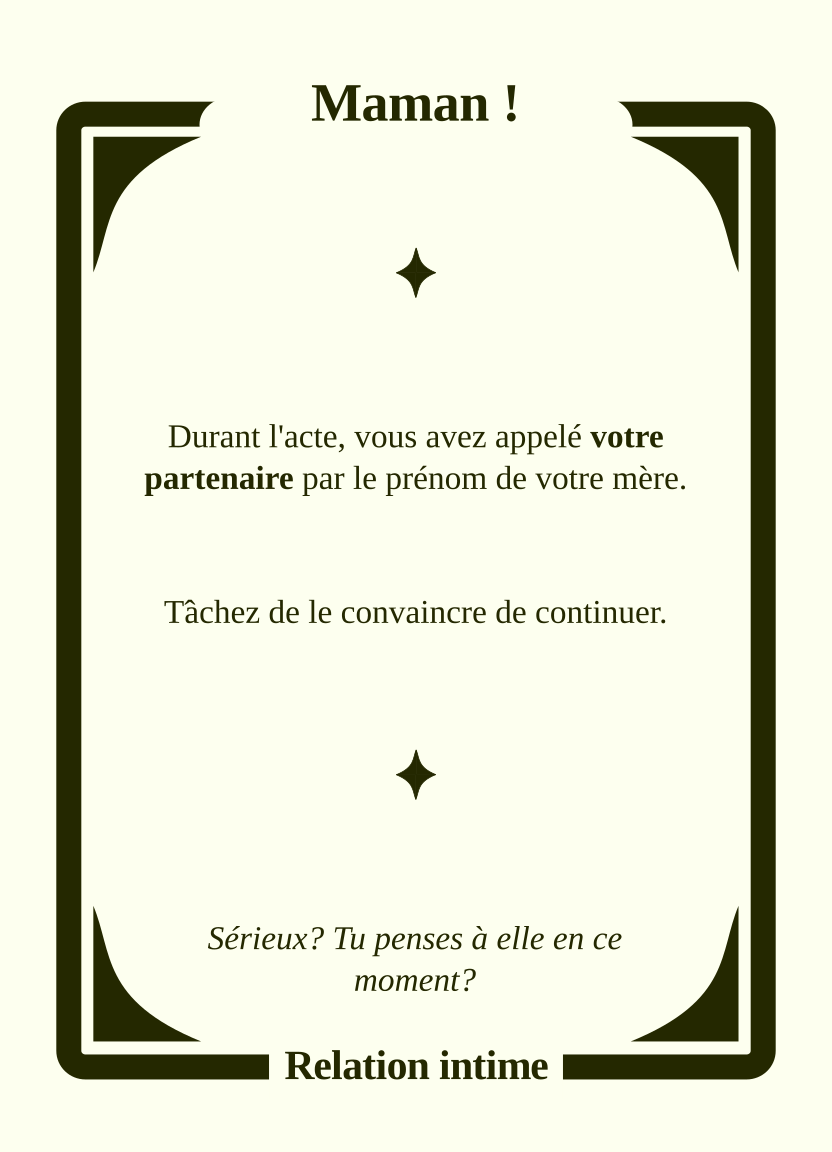 Maman !
Durant l'acte, vous avez appelé votre
partenaire par le prénom de votre mère.
Tâchez de le convaincre de continuer.
Sérieux? Tu penses à elle en ce
moment?
Relation intime